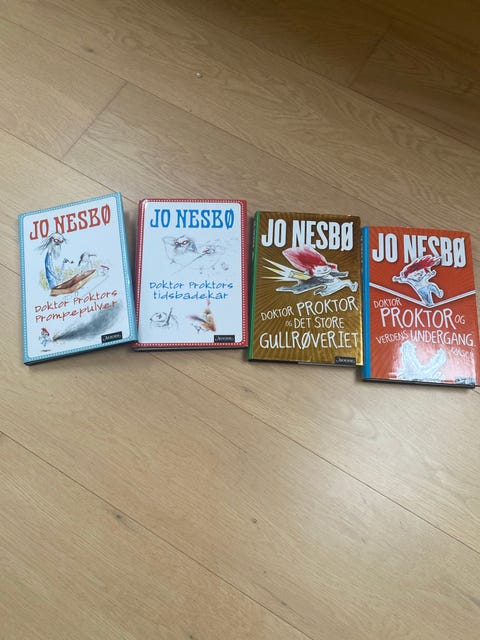 JO NESBØ
Doktor Proktors
Prompepulver
JO NESBØ
Doktor Proktors
tidsbadekar
JO NESBØ
DOKTOR PROKTOR
OG DET STORE
GULLRØVERIET
JO NESBØ
DOKTOR
PROKTOR OG
VERDENS UNDERGANG